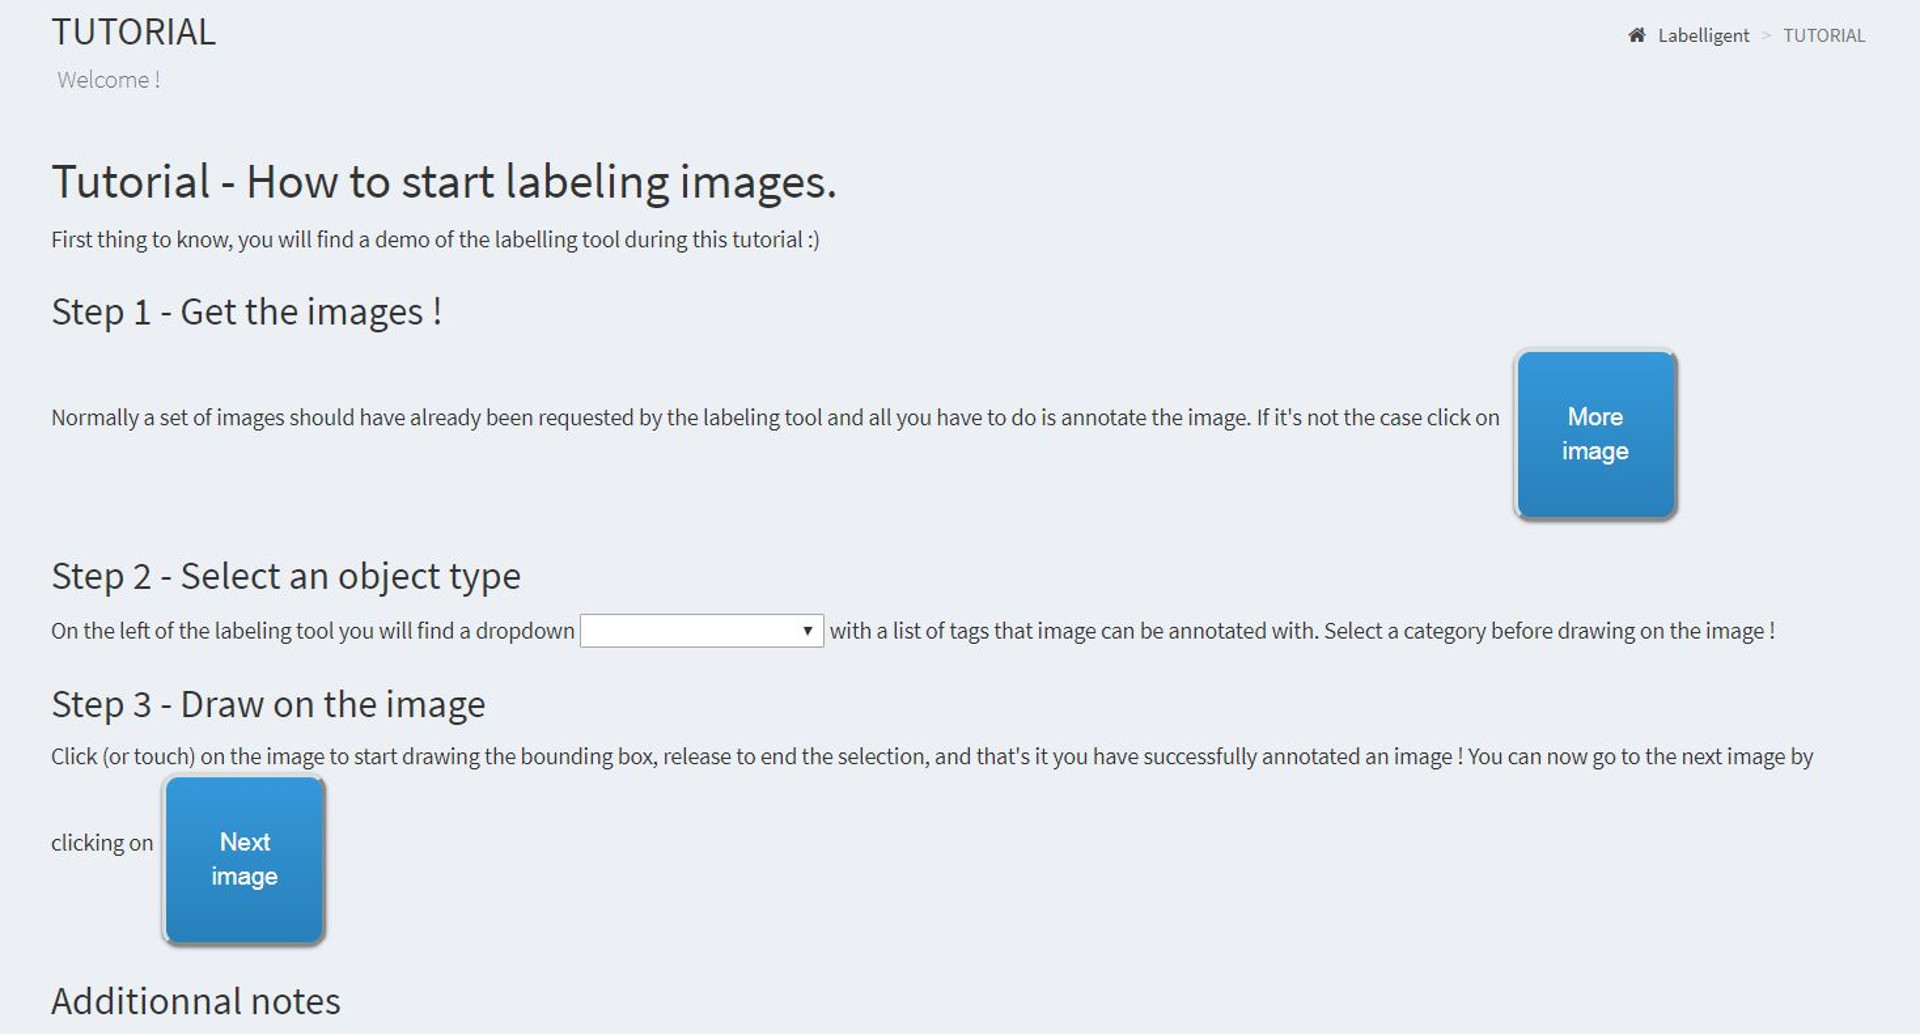 TUTORIAL
Labelligent > TUTORIAL
Welcome !
Tutorial - How to start labeling images.
First thing to know, you will find a demo of the labelling tool during this tutorial :)
Step 1 - Get the images !
Normally a set of images should have already been requested by the labeling tool and all you have to do is annotate the image. If it's not the case click on
More
image
Step 2 - Select an object type
On the left of the labeling tool you will find a dropdown with a list of tags that image can be annotated with. Select a category before drawing on the image !
Step 3 - Draw on the image
Click (or touch) on the image to start drawing the bounding box, release to end the selection, and that's it you have successfully annotated an image ! You can now go to the next image by
clicking on
Next
image
Additionnal notes